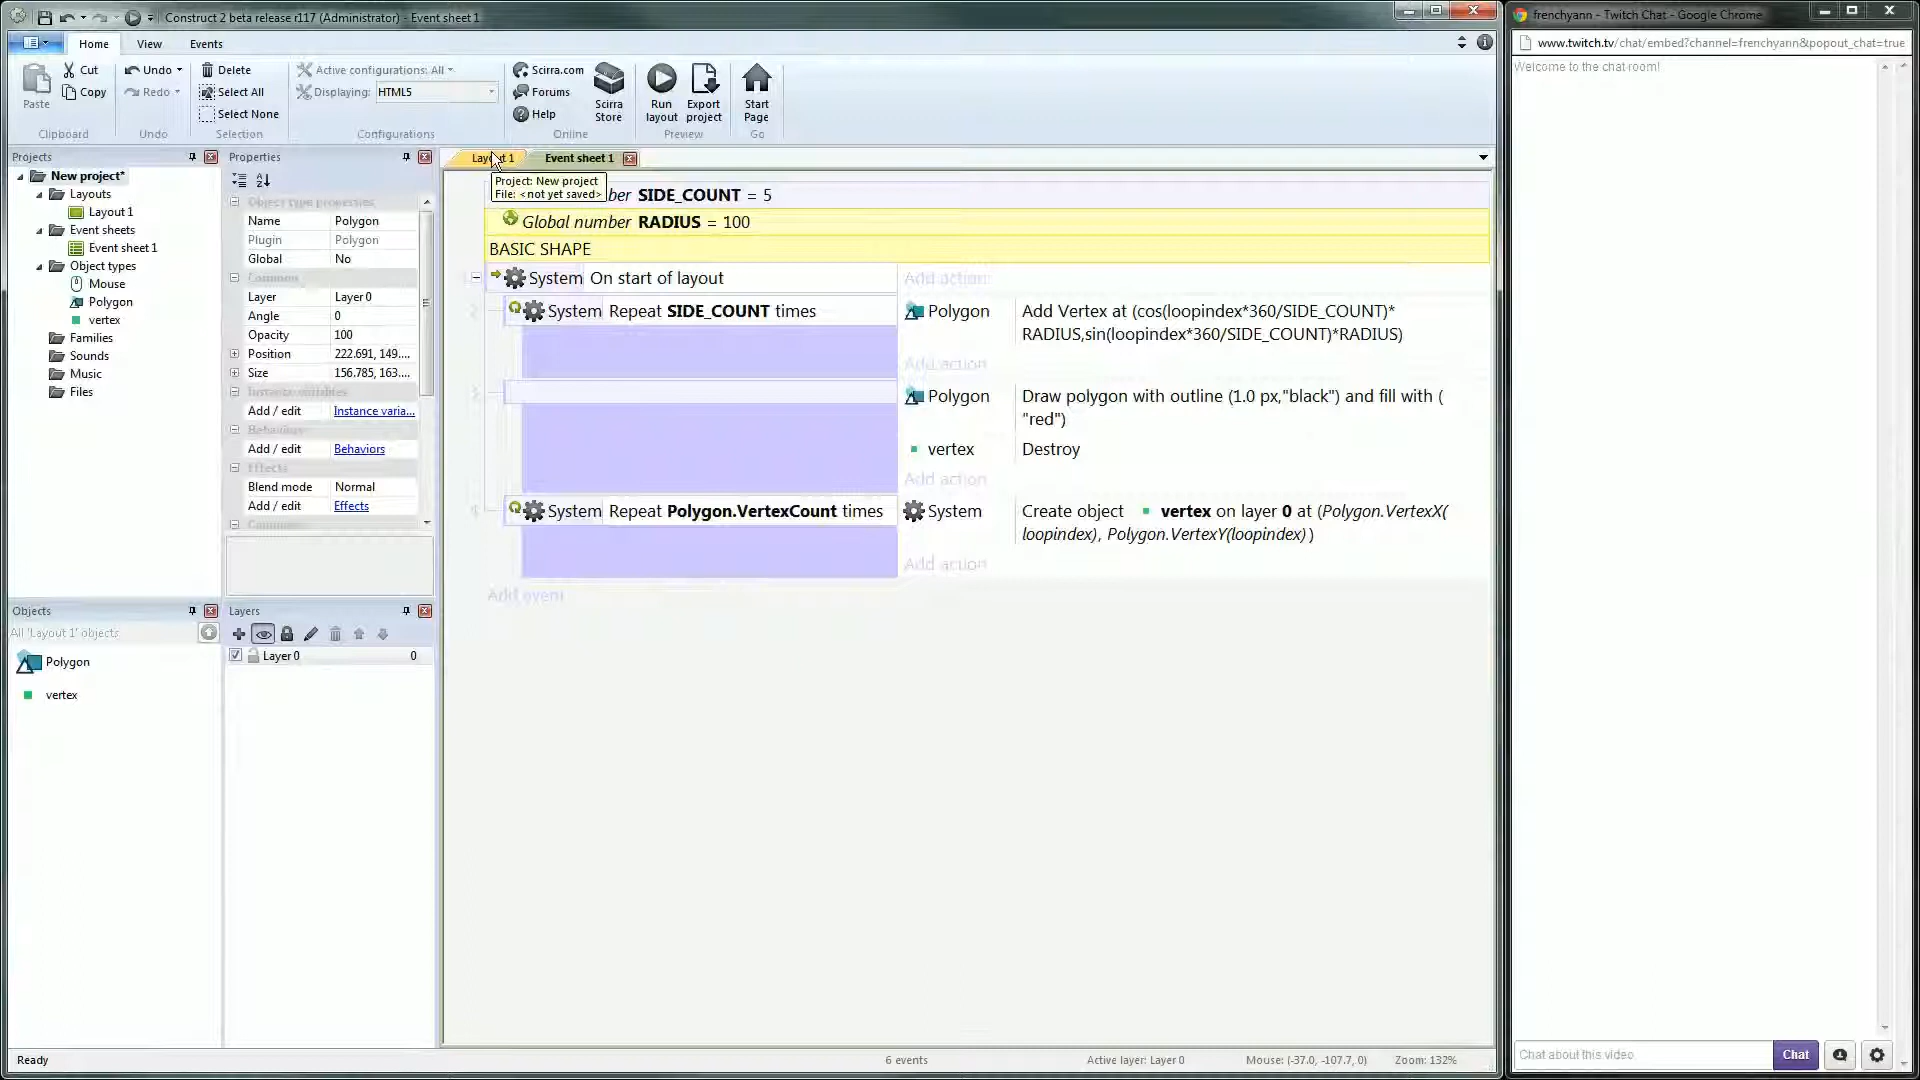 Construct 2 beta release r117 (Administrator) - Event sheet 1
Home
View
Events
Paste
Cut
Copy
Clipboard
Undo
Redo
Undo
Delete
Select All
Select None
Selection
Active configurations: All
Displaying: HTML5
Configurations
Scirra.com
Forums
Help
Scirra Store
Online
Run layout
Export project
Preview
Start Page
Go
Projects
New project*
Layouts
Layout 1
Event sheets
Event sheet 1
Object types
Mouse
Polygon
vertex
Families
Sounds
Music
Files
Properties
Object type properties
Name Polygon
Plugin Polygon
Global No
Common
Layer Layer 0
Angle 0
Opacity 100
Position 222.691, 149....
Size 156.785, 163....
Instance variables
Add / edit Instance varia...
Behaviors
Add / edit Behaviors
Effects
Blend mode Normal
Add / edit Effects
Objects
All 'Layout 1' objects
Polygon
vertex
Layers
Layer 0 0
Event sheet 1
Project: New project
File: <not yet saved>
ber SIDE_COUNT = 5
Global number RADIUS = 100
BASIC SHAPE
System On start of layout
Add action
2 System Repeat SIDE_COUNT times
Polygon Add Vertex at (cos(loopindex*360/SIDE_COUNT)*
RADIUS,sin(loopindex*360/SIDE_COUNT)*RADIUS)
Add action
3
Polygon Draw polygon with outline (1.0 px,"black") and fill with (
"red")
vertex Destroy
Add action
4 System Repeat Polygon.VertexCount times
System Create object vertex on layer 0 at (Polygon.VertexX(
loopindex), Polygon.VertexY(loopindex))
Add action
Add event
Ready
6 events
Active layer: Layer 0
Mouse: (-37.0, -107.7, 0)
Zoom: 132%
frenchyann - Twitch Chat - Google Chrome
www.twitch.tv/chat/embed?channel=frenchyann&popout_chat=true
Welcome to the chat room!
Chat about this video
Chat